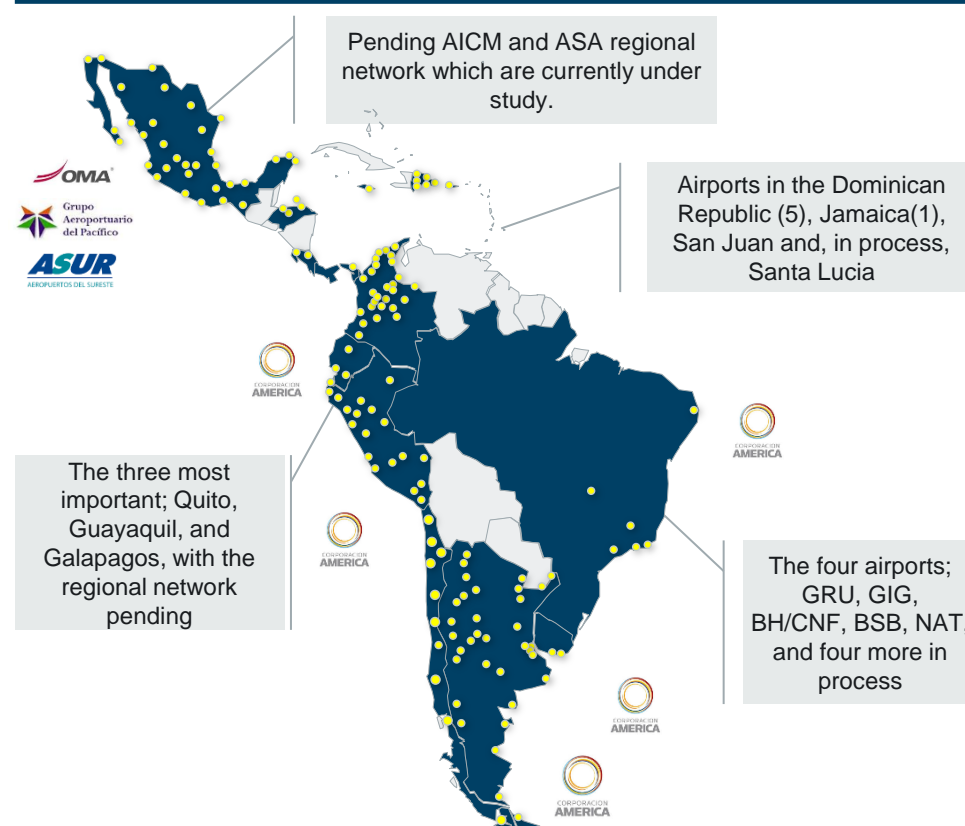 Pending AICM and ASA regional
network which are currently under
study.
OMA
Grupo
Aeroportuario
del Pacífico
ASUR
AEROPUERTOS DEL SURESTE
Airports in the Dominican
Republic (5), Jamaica(1),
San Juan and, in process,
Santa Lucia
CORPORACION
AMERICA
CORPORACION
AMERICA
The three most
important; Quito,
Guayaquil, and
Galapagos, with the
regional network
pending
CORPORACION
AMERICA
The four airports;
GRU, GIG,
BH/CNF, BSB, NAT,
and four more in
process
CORPORACION
AMERICA
CORPORACION
AMERICA